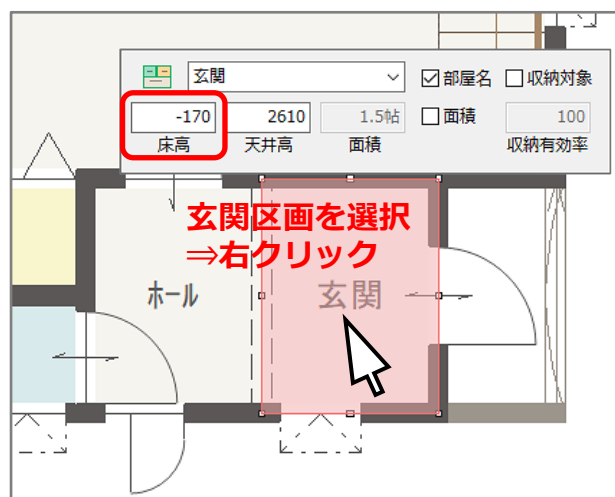 玄関 部屋名 収納対象
-170 2610 1.5帖 面積 100
床高 天井高 面積 収納有効率
玄関区画を選択
⇒右クリック
ホール 玄関